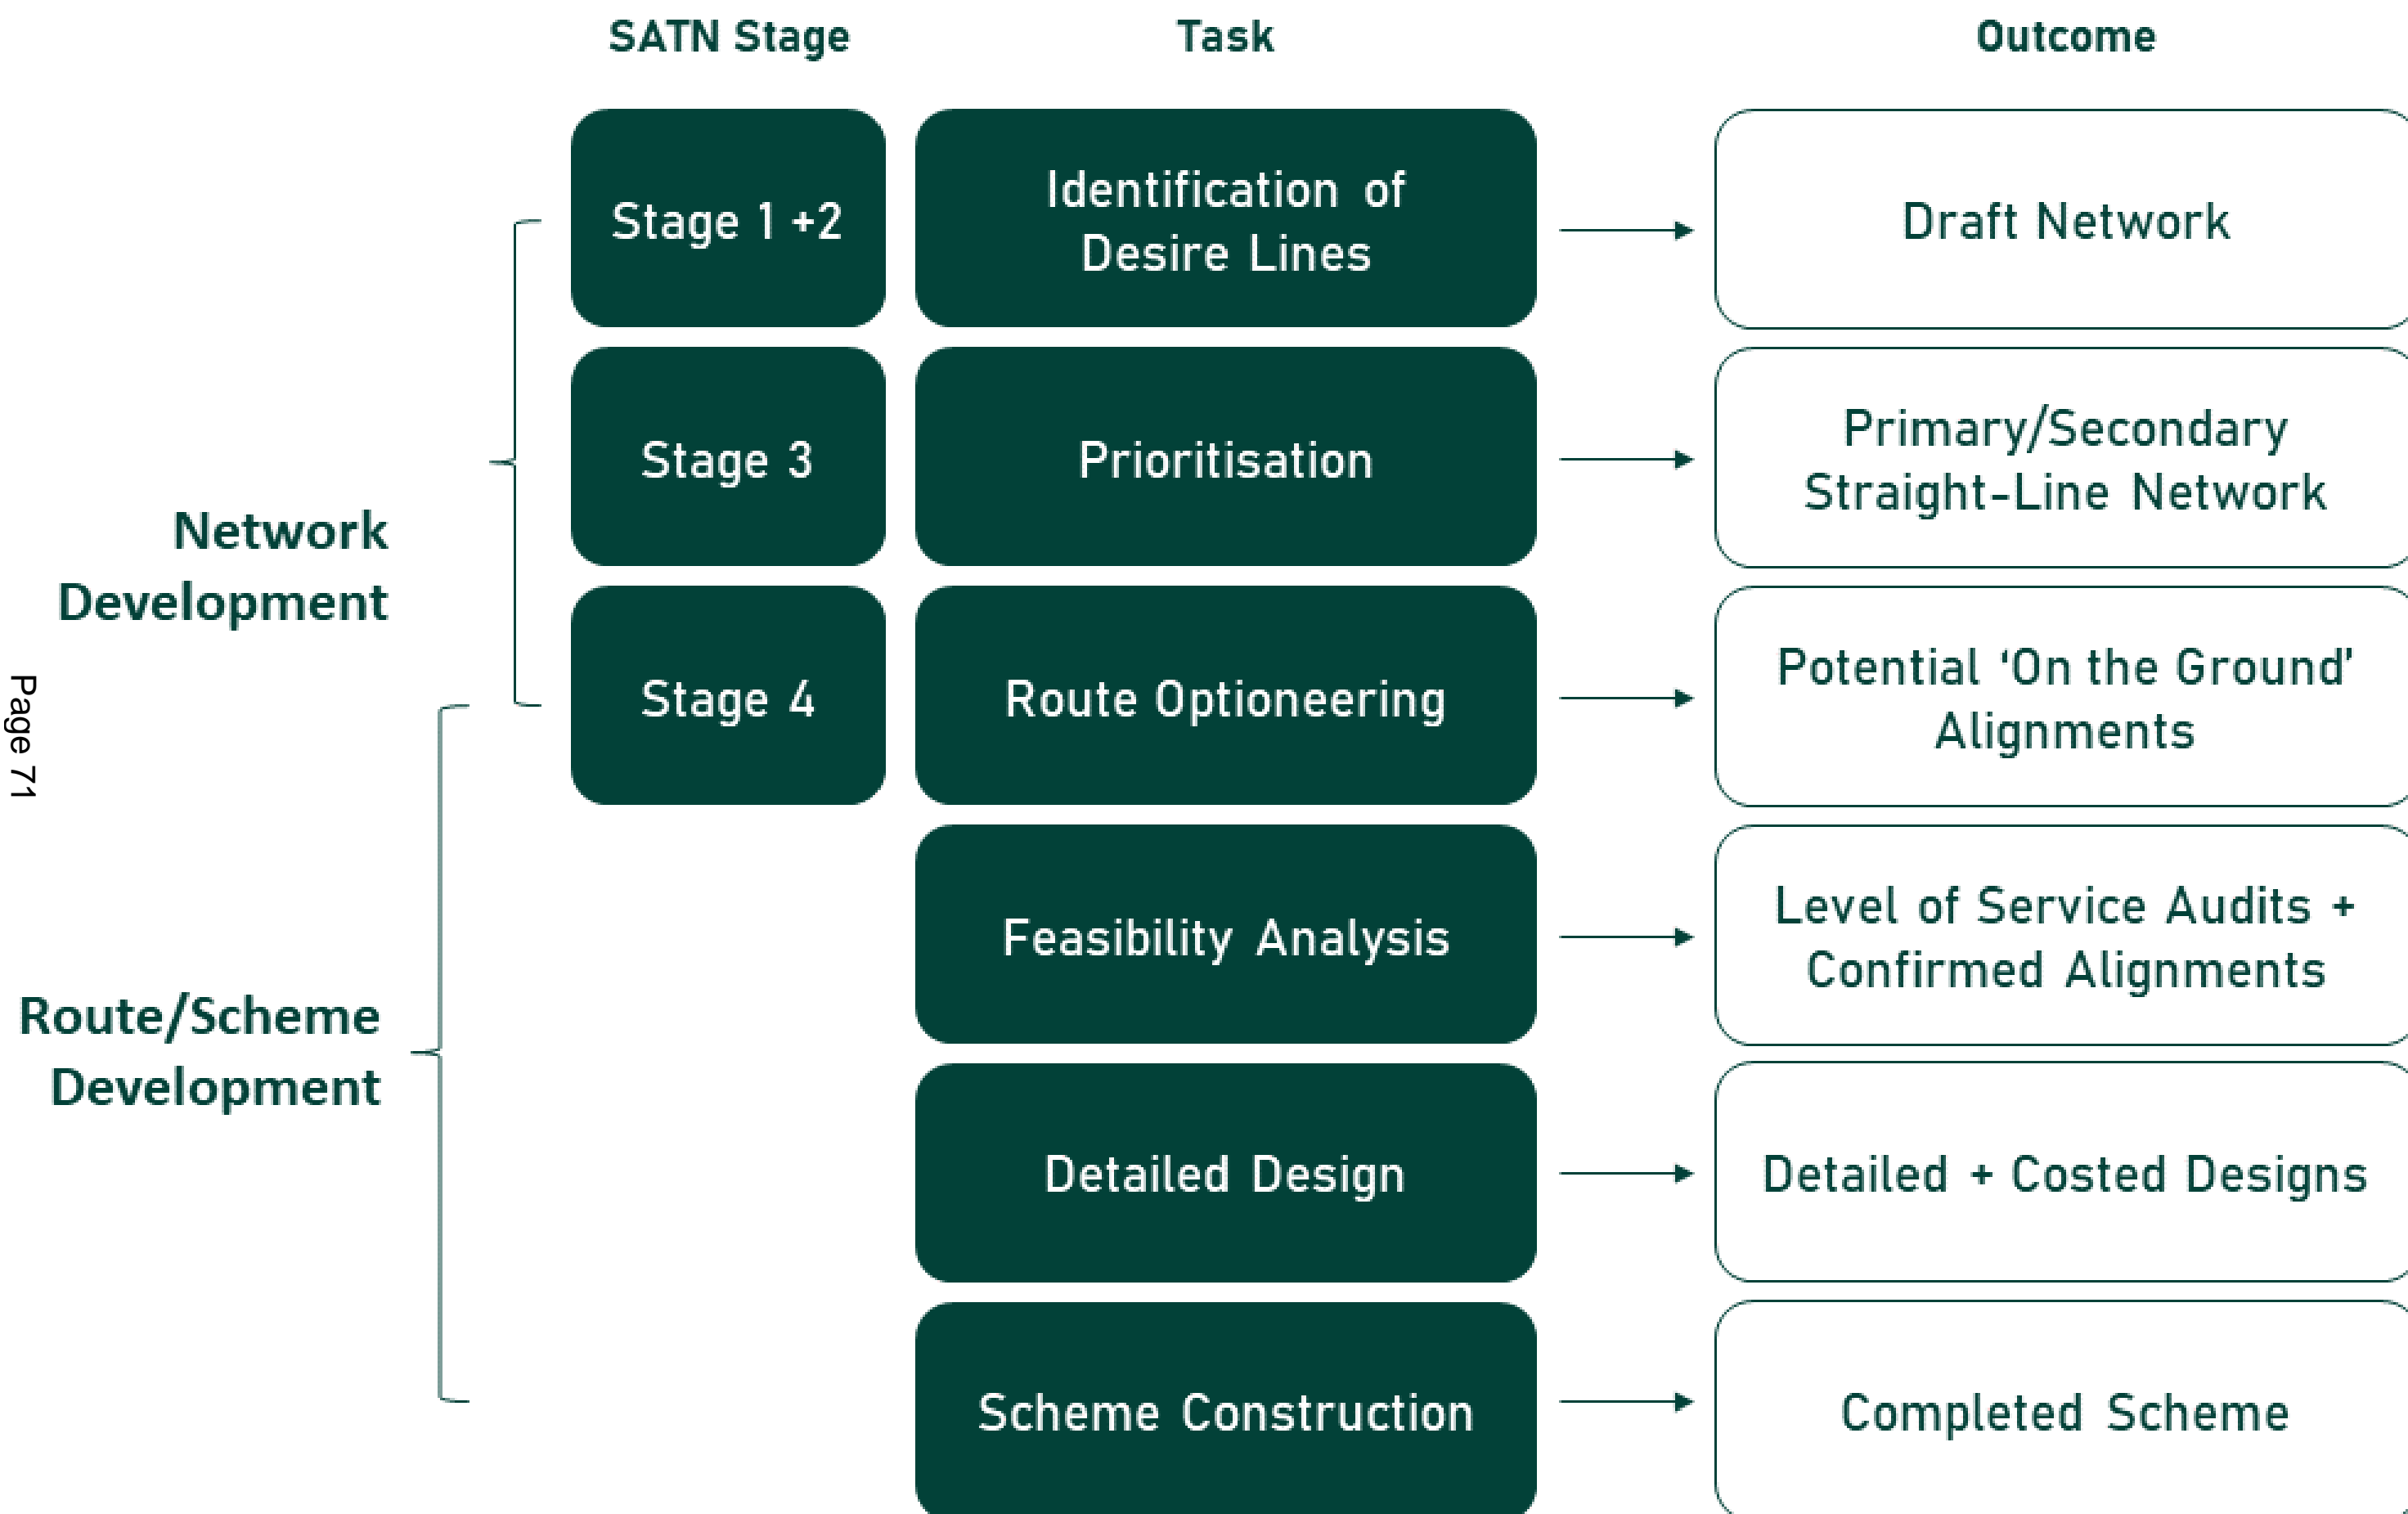 SATN Stage
Task
Outcome
Stage 1 +2
Identification of
Desire Lines
Draft Network
Stage 3
Prioritisation
Primary/Secondary
Straight-Line Network
Network
Development
Stage 4
Route Optioneering
Potential ‘On the Ground’
Alignments
Feasibility Analysis
Level of Service Audits +
Confirmed Alignments
Route/Scheme
Development
Detailed Design
Detailed + Costed Designs
Scheme Construction
Completed Scheme
Page 71